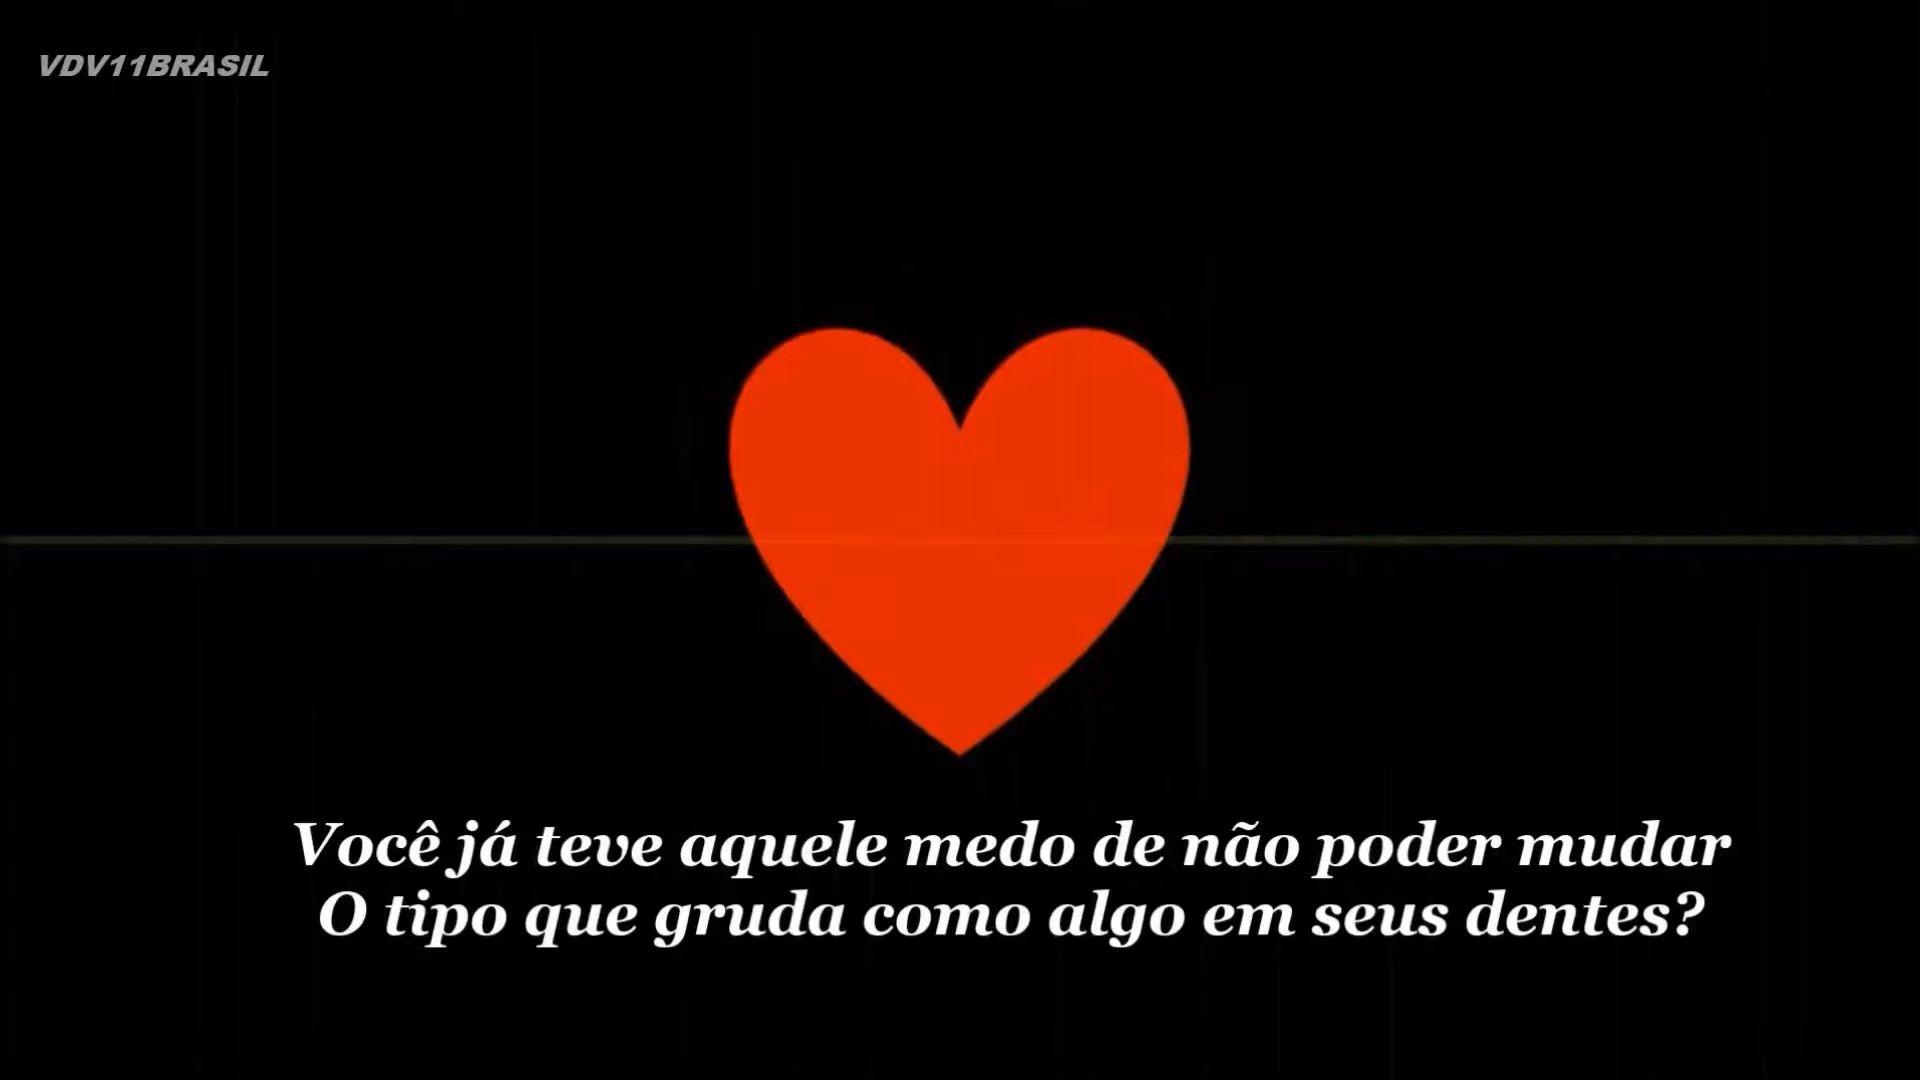 VDV11BRASIL
Você já teve aquele medo de não poder mudar
O tipo que gruda como algo em seus dentes?